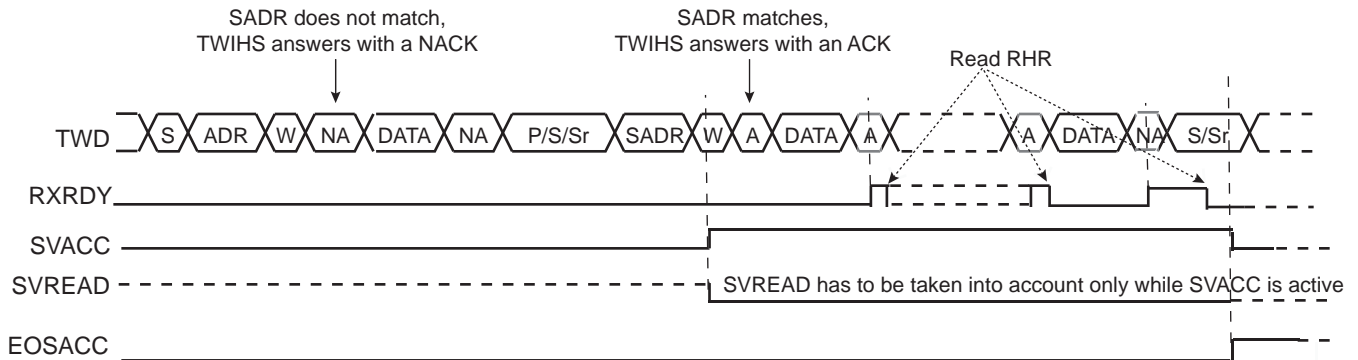 SADR does not match,
TWIHS answers with a NACK
SADR matches,
TWIHS answers with an ACK
Read RHR
TWD S ADR W NA DATA NA P/S/Sr SADR W A DATA A A DATA NA S/Sr
RXRDY
SVACC
SVREAD SVREAD has to be taken into account only while SVACC is active
EOSACC